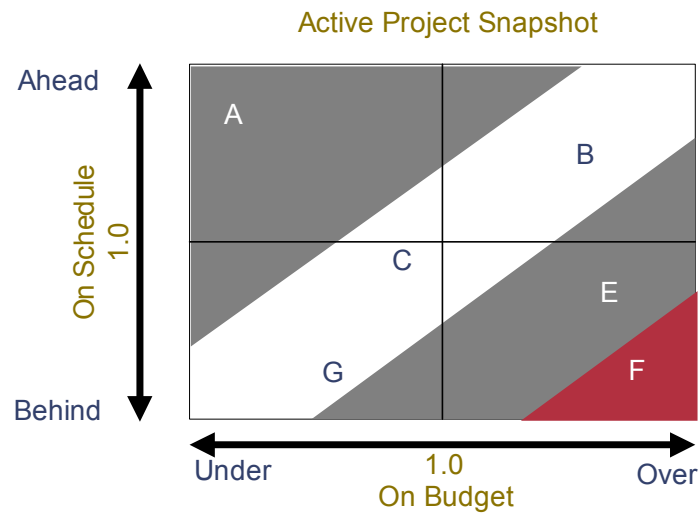 Active Project Snapshot
Ahead
A
B
On Schedule
1.0
C
E
G
F
Behind
Under
1.0
Over
On Budget